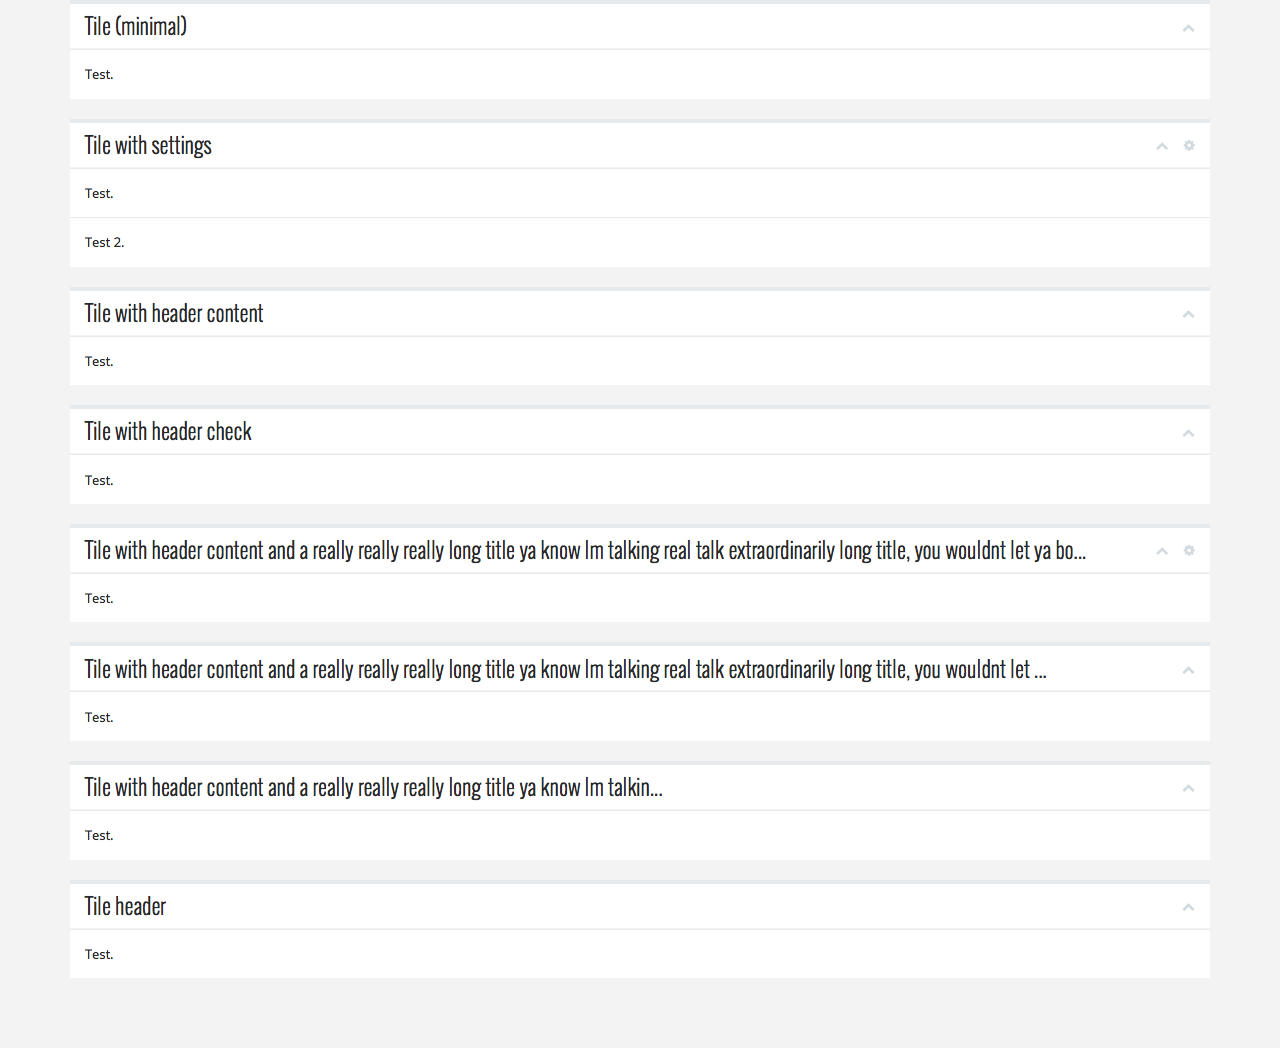 Tile (minimal)
Test.
Tile with settings
Test.
Test 2.
Tile with header content
Test.
Tile with header check
Test.
Tile with header content and a really really really long title ya know Im talking real talk extraordinarily long title, you wouldnt let ya bo...
Test.
Tile with header content and a really really really long title ya know Im talking real talk extraordinarily long title, you wouldnt let ...
Test.
Tile with header content and a really really really long title ya know Im talkin...
Test.
Tile header
Test.